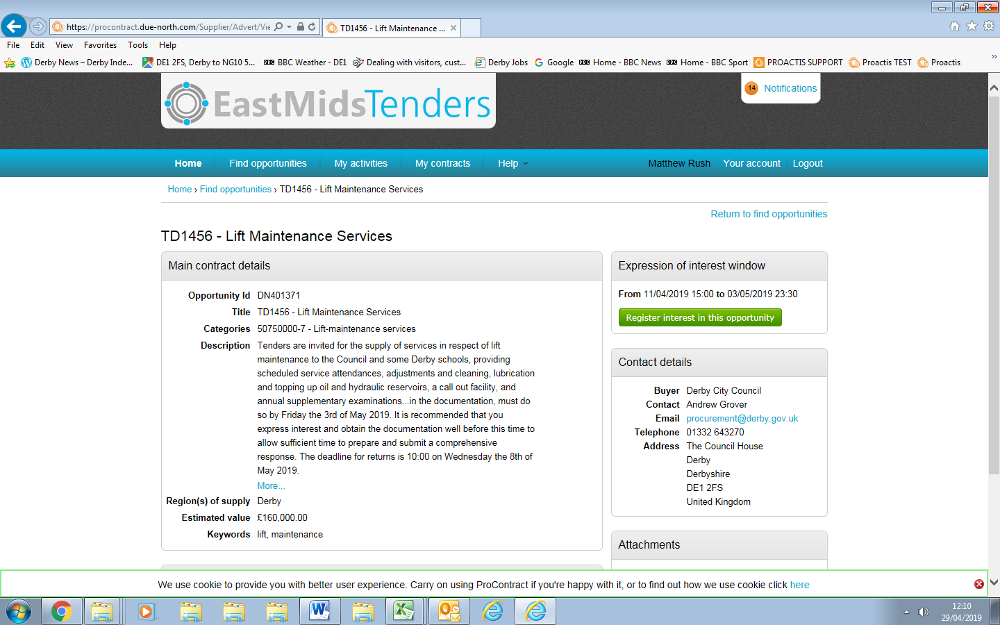 https://procontract.due-north.com/Supplier/Advert/Vie
TD1456 - Lift Maintenance ...
File Edit View Favorites Tools Help
Derby News – Derby Inde... DE1 2FS, Derby to NG10 5... BBC Weather - DE1 Dealing with visitors, cust... Derby Jobs Google Home - BBC News Home - BBC Sport PROACTIS SUPPORT Proactis TEST Proactis
EastMidsTenders
14 Notifications
Home Find opportunities My activities My contracts Help Matthew Rush Your account Logout
Home › Find opportunities › TD1456 - Lift Maintenance Services
Return to find opportunities
TD1456 - Lift Maintenance Services
Main contract details
Opportunity Id DN401371
Title TD1456 - Lift Maintenance Services
Categories 50750000-7 - Lift-maintenance services
Description Tenders are invited for the supply of services in respect of lift
maintenance to the Council and some Derby schools, providing
scheduled service attendances, adjustments and cleaning, lubrication
and topping up oil and hydraulic reservoirs, a call out facility, and
annual supplementary examinations...in the documentation, must do
so by Friday the 3rd of May 2019. It is recommended that you
express interest and obtain the documentation well before this time to
allow sufficient time to prepare and submit a comprehensive
response. The deadline for returns is 10:00 on Wednesday the 8th of
May 2019.
More...
Region(s) of supply Derby
Estimated value £160,000.00
Keywords lift, maintenance
Expression of interest window
From 11/04/2019 15:00 to 03/05/2019 23:30
Register interest in this opportunity
Contact details
Buyer Derby City Council
Contact Andrew Grover
Email procurement@derby.gov.uk
Telephone 01332 643270
Address The Council House
Derby
Derbyshire
DE1 2FS
United Kingdom
Attachments
We use cookie to provide you with better user experience. Carry on using ProContract if you're happy with it, or to find out how we use cookie click here
12:10
29/04/2019